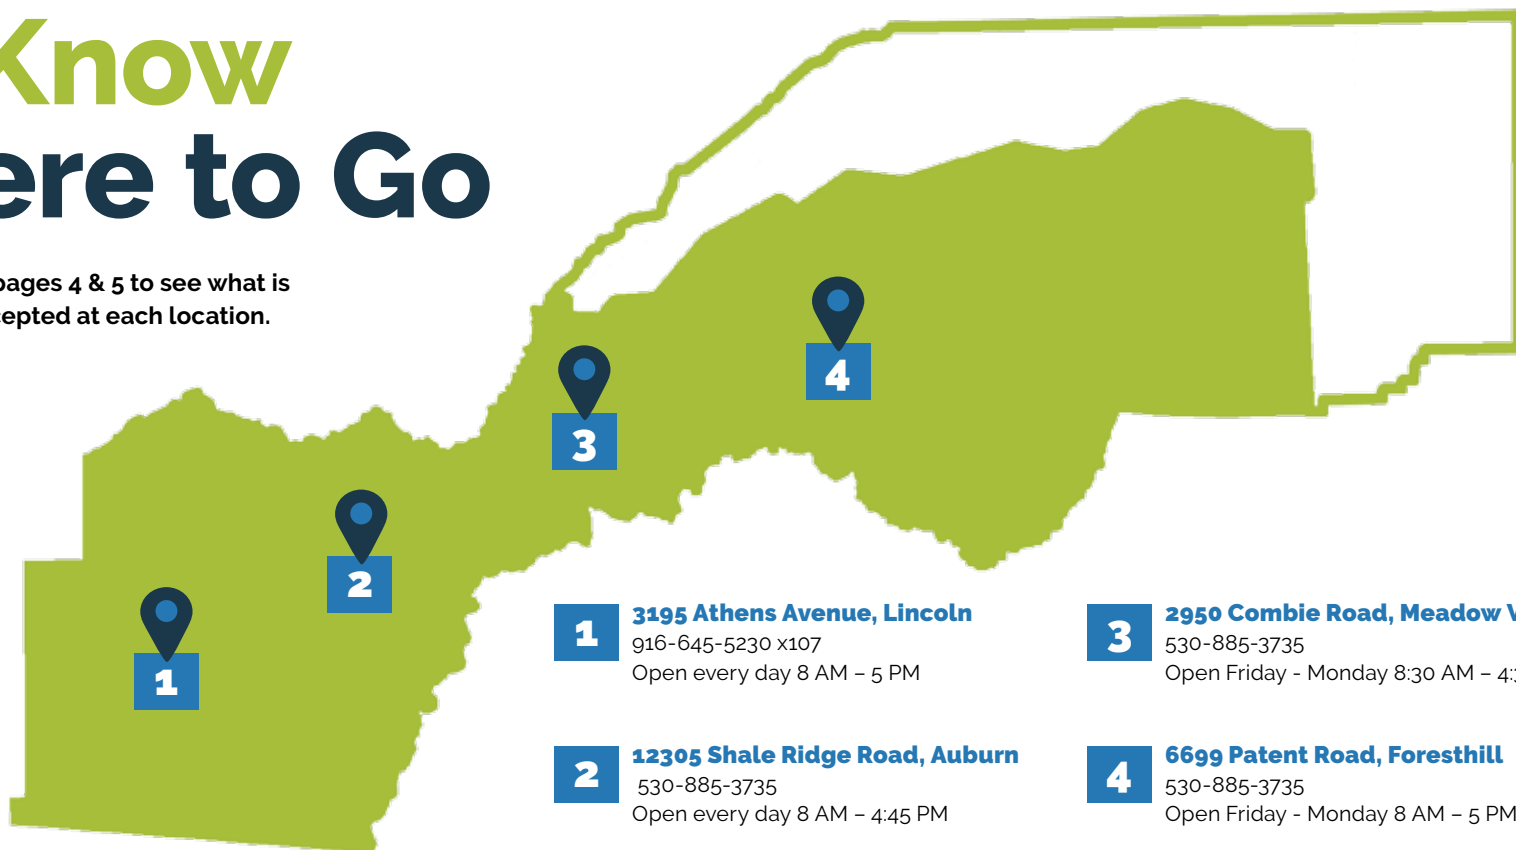 Know
ere to Go
pages 4 & 5 to see what is
cepted at each location.
4
3
2
1
1
3195 Athens Avenue, Lincoln
916-645-5230 x107
Open every day 8 AM – 5 PM
2
12305 Shale Ridge Road, Auburn
530-885-3735
Open every day 8 AM – 4:45 PM
3
2950 Combie Road, Meadow V
530-885-3735
Open Friday - Monday 8:30 AM – 4:3
4
6699 Patent Road, Foresthill
530-885-3735
Open Friday - Monday 8 AM – 5 PM